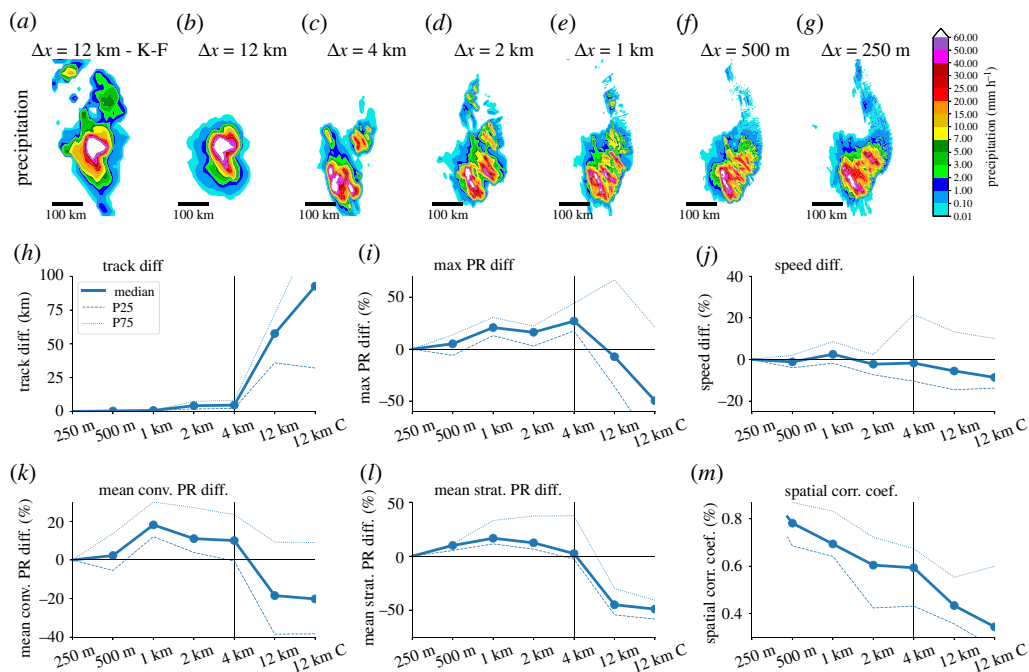 (a) (b) (c) (d) (e) (f) (g)
Δx = 12 km - K-F Δx = 12 km Δx = 4 km Δx = 2 km Δx = 1 km Δx = 500 m Δx = 250 m
precipitation
100 km 100 km 100 km 100 km 100 km 100 km 100 km
60.00
50.00
40.00
30.00
20.00
15.00
10.00
7.00
5.00
3.00
2.00
1.00
0.10
0.01
precipitation (mm h⁻¹)
(h) track diff
track diff. (km)
100
75
50
25
0
median
P25
P75
250 m 500 m 1 km 2 km 4 km 12 km 12 km C
(i) max PR diff
max PR diff. (%)
50
0
−50
250 m 500 m 1 km 2 km 4 km 12 km 12 km C
(j) speed diff.
speed diff. (%)
40
20
0
−20
250 m 500 m 1 km 2 km 4 km 12 km 12 km C
(k) mean conv. PR diff.
mean conv. PR diff. (%)
20
0
−20
−40
250 m 500 m 1 km 2 km 4 km 12 km 12 km C
(l) mean strat. PR diff.
mean strat. PR diff. (%)
50
0
−50
250 m 500 m 1 km 2 km 4 km 12 km 12 km C
(m) spatial corr. coef.
spatial corr. coef. (%)
0.8
0.6
0.4
250 m 500 m 1 km 2 km 4 km 12 km 12 km C